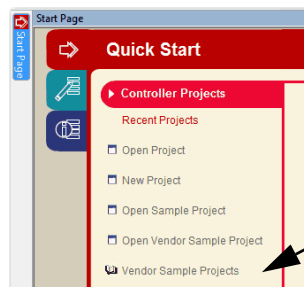 Start Page
Start Page
Quick Start
Controller Projects
Recent Projects
Open Project
New Project
Open Sample Project
Open Vendor Sample Project
Vendor Sample Projects